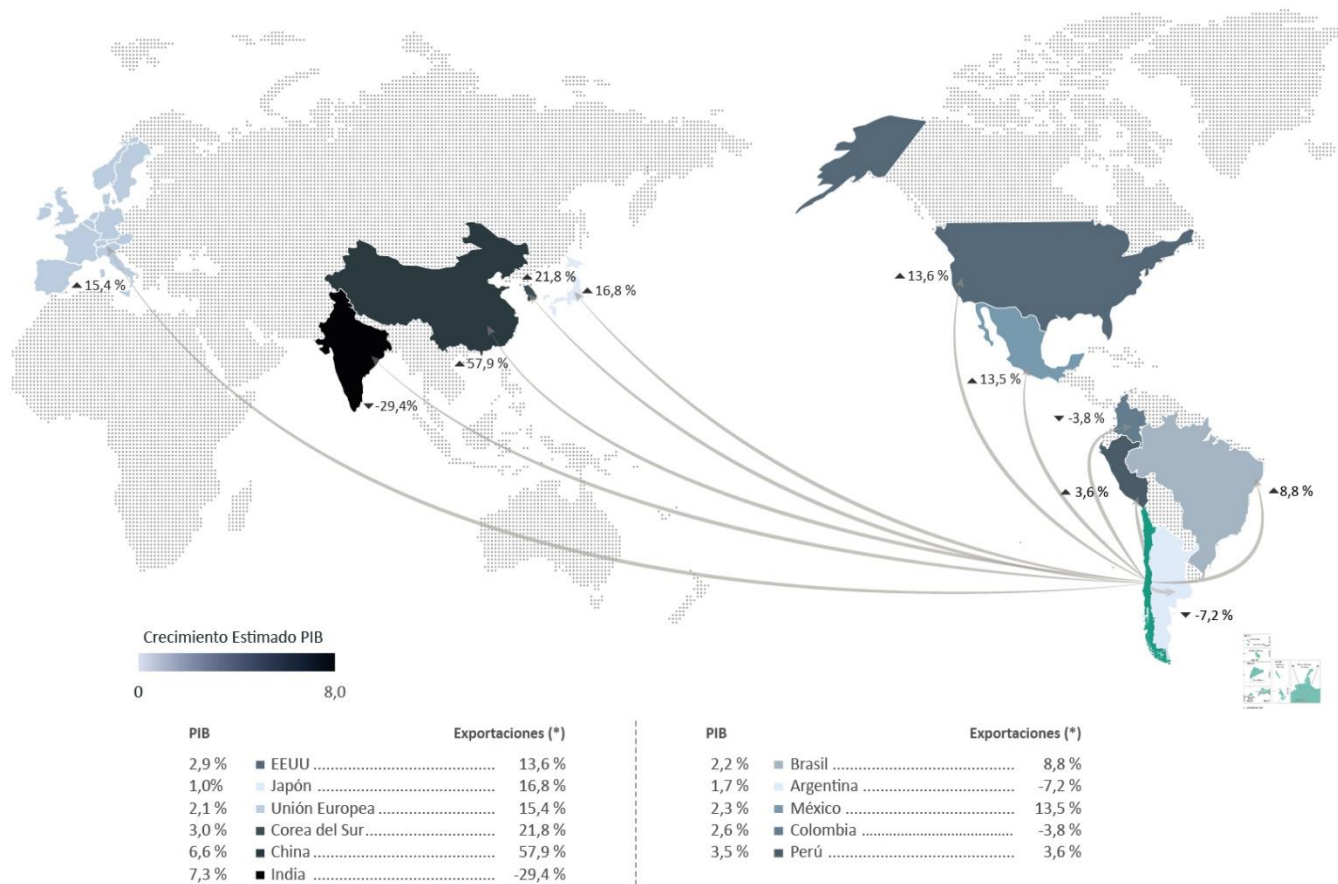 ▲ 15,4 %
▲ 21,8 %
▲ 16,8 %
▲ 57,9 %
▼ -29,4%
▲ 13,6 %
▲ 13,5 %
▼ -3,8 %
▲ 3,6 %
▲ 8,8 %
▼ -7,2 %
Crecimiento Estimado PIB
0 8,0
PIB Exportaciones (*)
2,9 % ■ EEUU ........................................ 13,6 %
1,0% Japón ........................................ 16,8 %
2,1 % ■ Unión Europea ........................... 15,4 %
3,0 % ■ Corea del Sur............................. 21,8 %
6,6 % ■ China ........................................ 57,9 %
7,3 % ■ India ......................................... -29,4 %
PIB Exportaciones (*)
2,2 % ■ Brasil ........................................ 8,8 %
1,7 % Argentina ................................. -7,2 %
2,3 % ■ México ..................................... 13,5 %
2,6 % ■ Colombia ................................. -3,8 %
3,5 % ■ Perú ......................................... 3,6 %